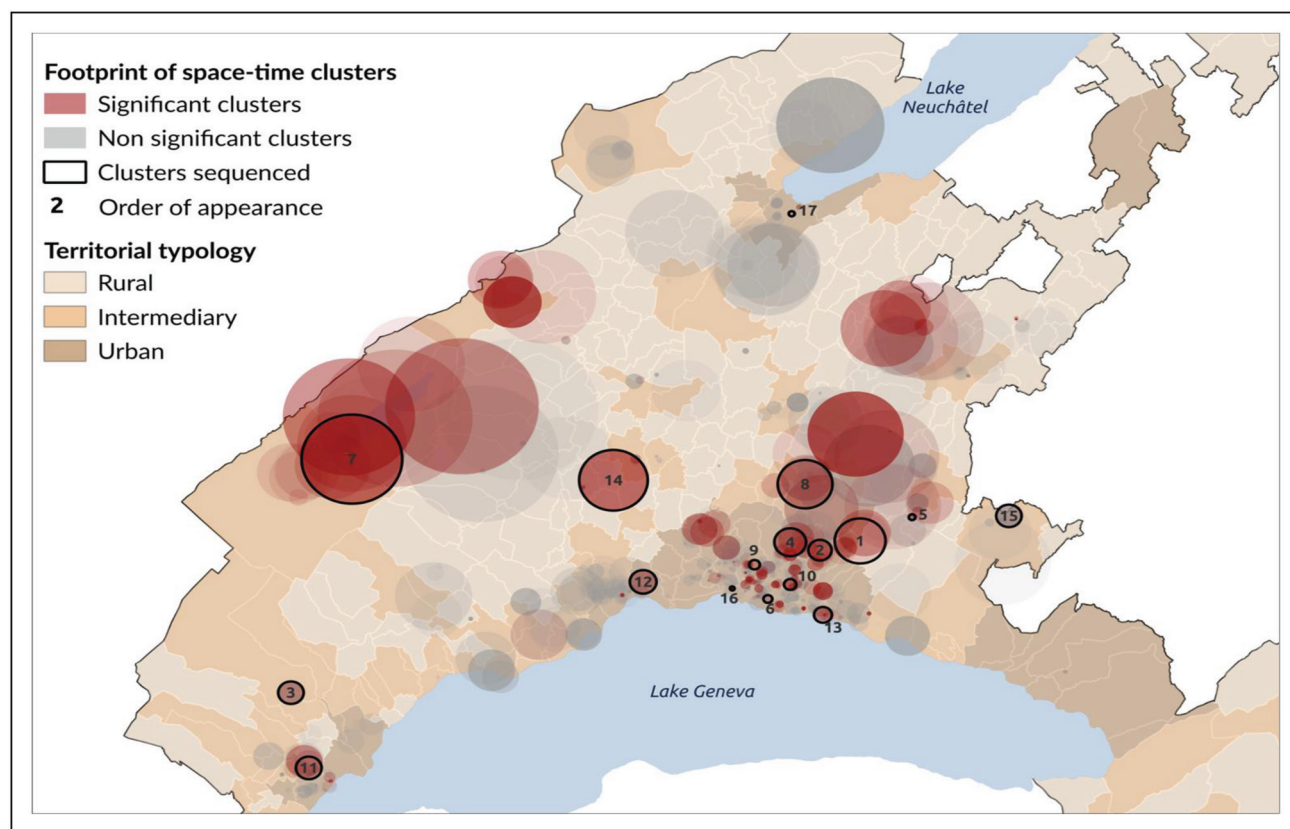 Footprint of space-time clusters
Significant clusters
Non significant clusters
Clusters sequenced
2 Order of appearance
Territorial typology
Rural
Intermediary
Urban
Lake
Neuchâtel
17
7
14
8
5
15
1
4
2
9
10
12
16
6
13
3
Lake Geneva
11